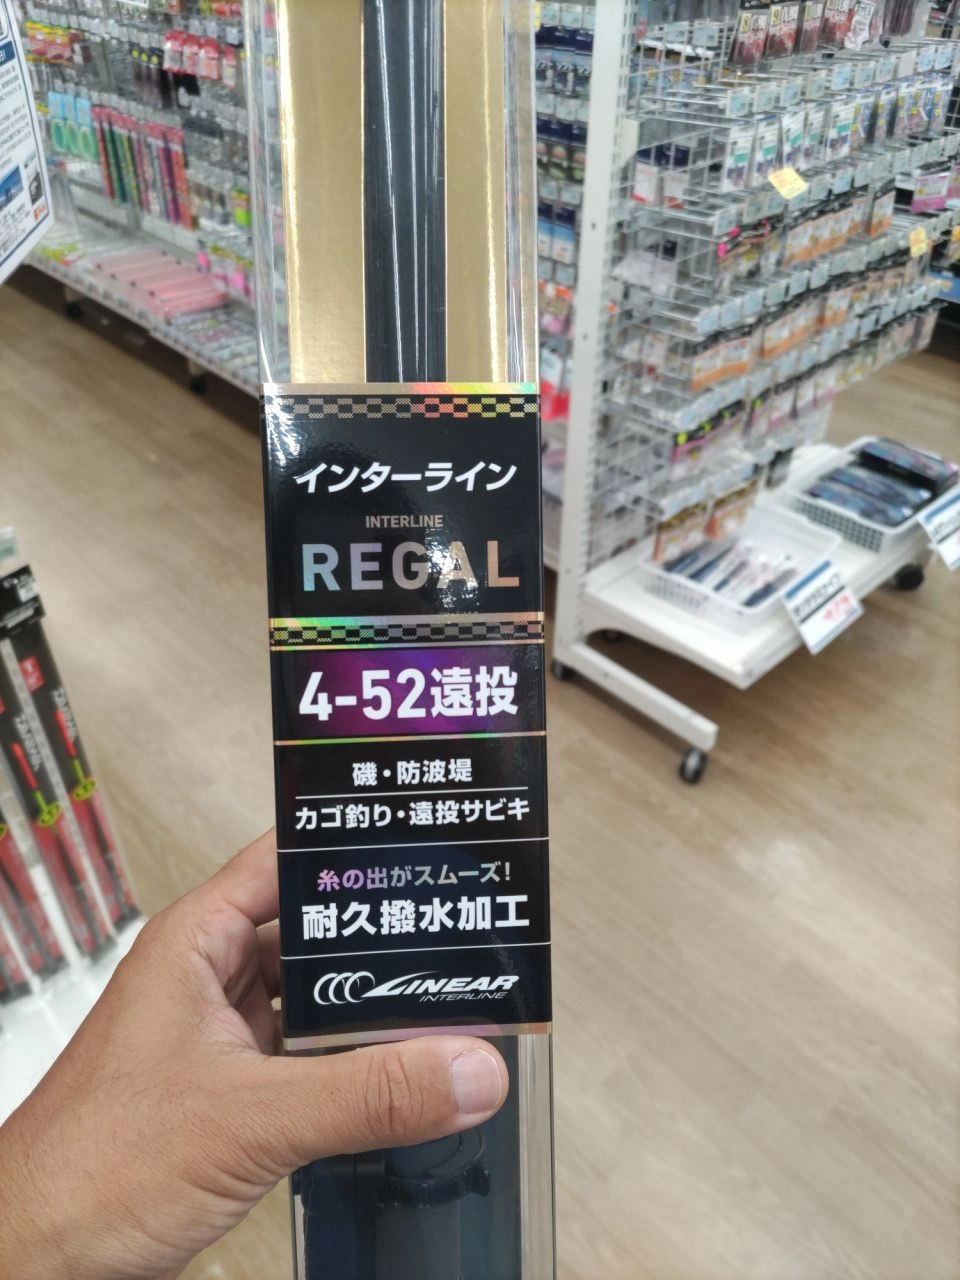 インターライン
INTERLINE
REGAL
4-52遠投
磯・防波堤
カゴ釣り・遠投サビキ
糸の出がスムーズ！
耐久撥水加工
LINEAR
INTERLINE